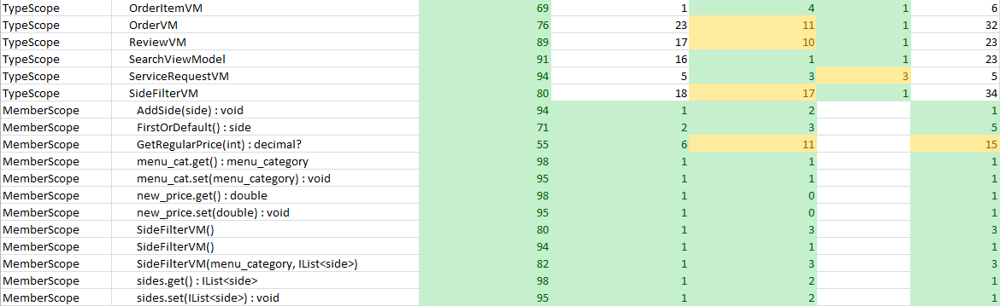 TypeScope OrderItemVM 69 1 4 1 6
TypeScope OrderVM 76 23 11 1 32
TypeScope ReviewVM 89 17 10 1 23
TypeScope SearchViewModel 91 16 1 1 23
TypeScope ServiceRequestVM 94 5 3 3 5
TypeScope SideFilterVM 80 18 17 1 34
MemberScope AddSide(side) : void 94 1 2 1
MemberScope FirstOrDefault() : side 71 2 3 5
MemberScope GetRegularPrice(int) : decimal? 55 6 11 15
MemberScope menu_cat.get() : menu_category 98 1 1 1
MemberScope menu_cat.set(menu_category) : void 95 1 1 1
MemberScope new_price.get() : double 98 1 0 1
MemberScope new_price.set(double) : void 95 1 0 1
MemberScope SideFilterVM() 80 1 3 3
MemberScope SideFilterVM() 94 1 1 1
MemberScope SideFilterVM(menu_category, IList<side>) 82 1 3 3
MemberScope sides.get() : IList<side> 98 1 2 1
MemberScope sides.set(IList<side>) : void 95 1 2 1